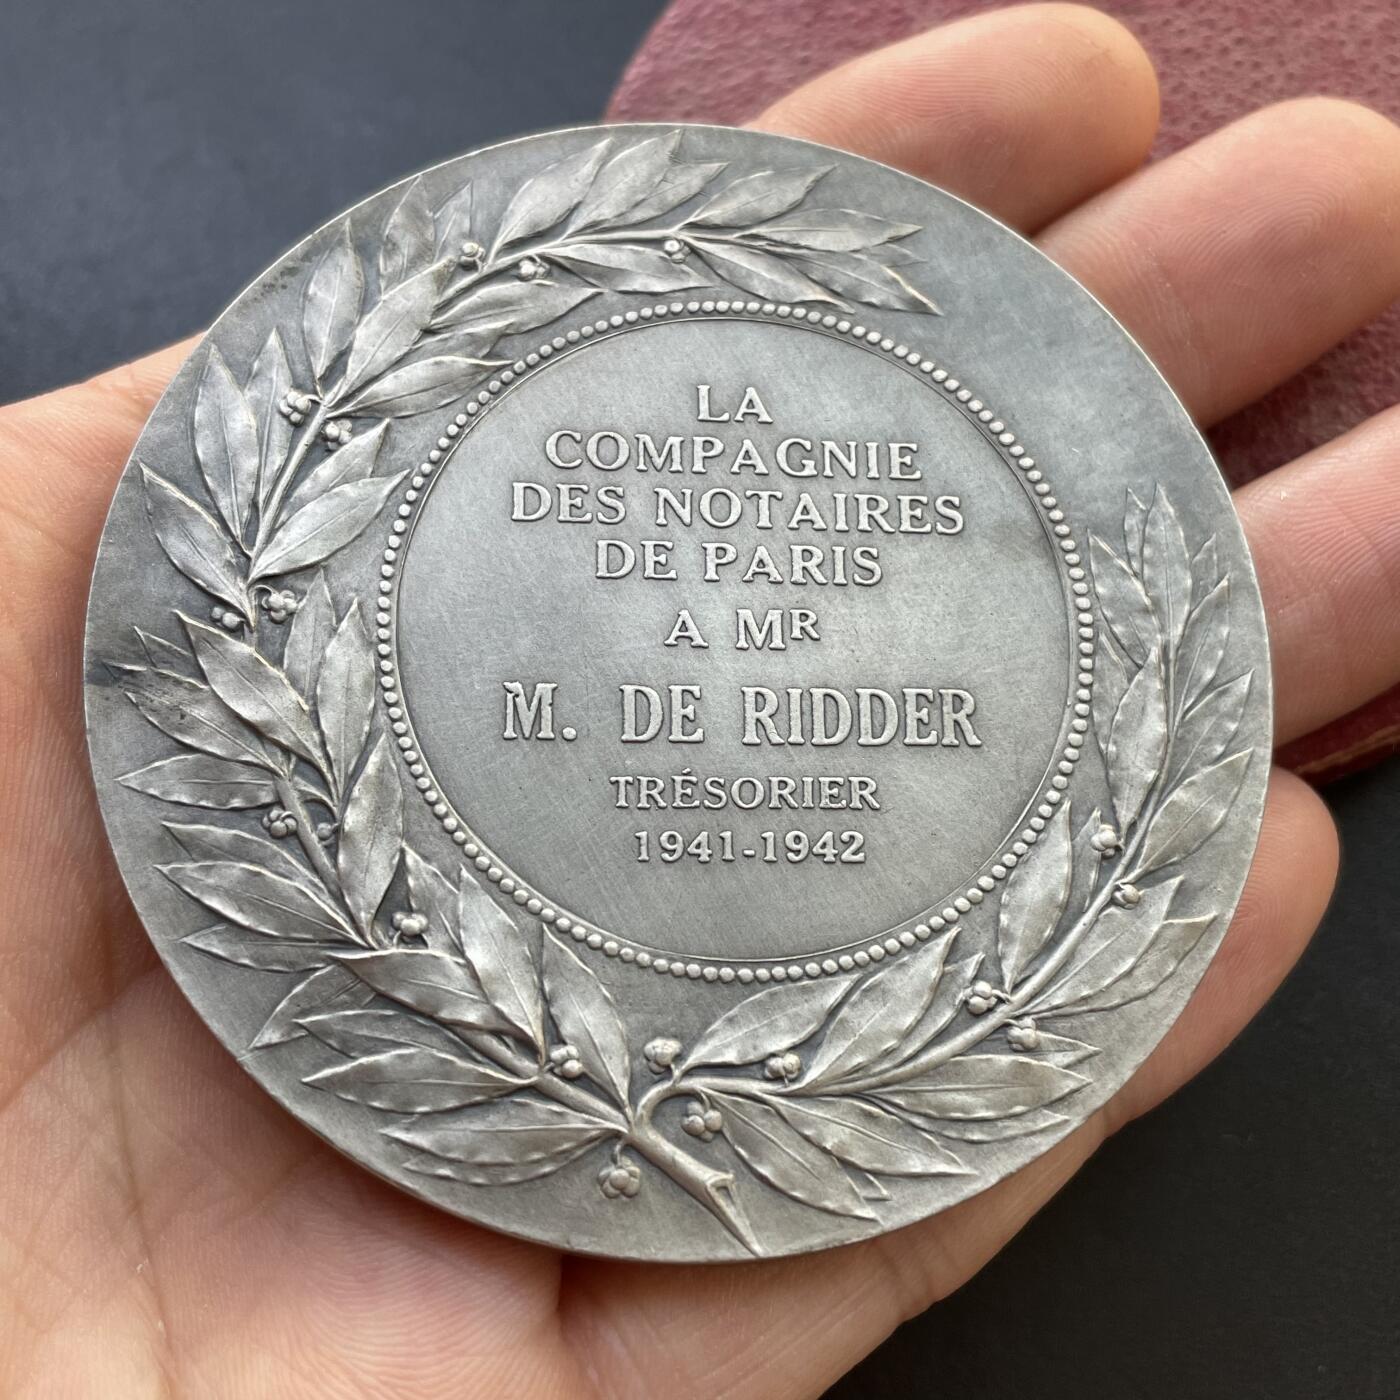 LA
COMPAGNIE
DES NOTAIRES
DE PARIS
A MR
M. DE RIDDER
TRÉSORIER
1941-1942